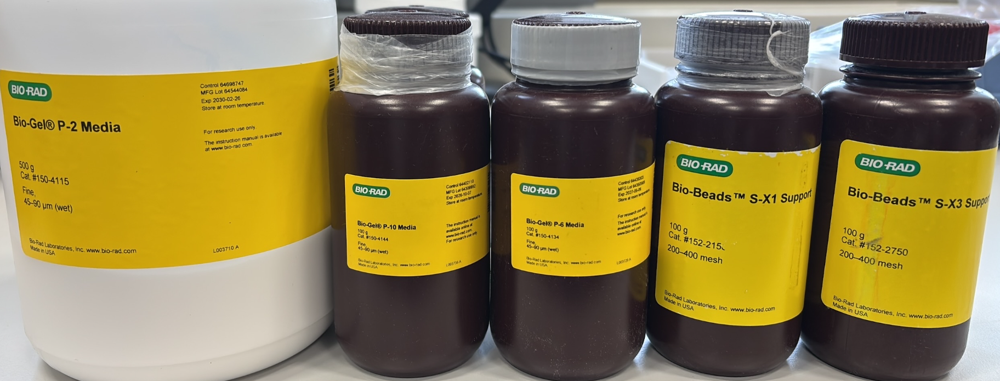 BIO-RAD
Bio-Gel® P-2 Media
500 g
Cat. #150-4115
Fine,
45–90 µm (wet)
Bio-Rad Laboratories, Inc. www.bio-rad.com
Made in USA
Control 64698747
MFG Lot 64544084
Exp 2030-02-26
Store at room temperature.
For research use only.
The instruction manual is available
at www.bio-rad.com.
L003710 A
BIO-RAD
Bio-Gel® P-10 Media
100 g
Cat. #150-4144
Fine,
45–90 µm (wet)
Bio-Rad Laboratories, Inc. www.bio-rad.com
Made in USA
Control 64402110
MFG Lot 64308892
Exp 2026-10-07
Store at room temperature.
The instruction manual is
available online at
www.bio-rad.com.
For research use only.
L003736 A
BIO-RAD
Bio-Gel® P-6 Media
100 g
Cat. #150-4134
Fine,
45–90 µm (wet)
Bio-Rad Laboratories, Inc. www.bio-rad.com
Made in USA
Control
MFG Lot
Exp 2027-05-06
Store at room temperature
For research use only.
The instruction manual is
available online at
www.bio-rad.com.
L003729 A
BIO-RAD
Bio-Beads™ S-X1 Support
100 g
Cat. #152-215
200–400 mesh
Bio-Rad Laboratories, Inc. www.bio-rad.com
Made in USA
BIO-RAD
Bio-Beads™ S-X3 Suppor
100 g
Cat. #152-2750
200–400 mesh
Bio-Rad Laboratories, Inc. www.bio-rad.com
Made in USA